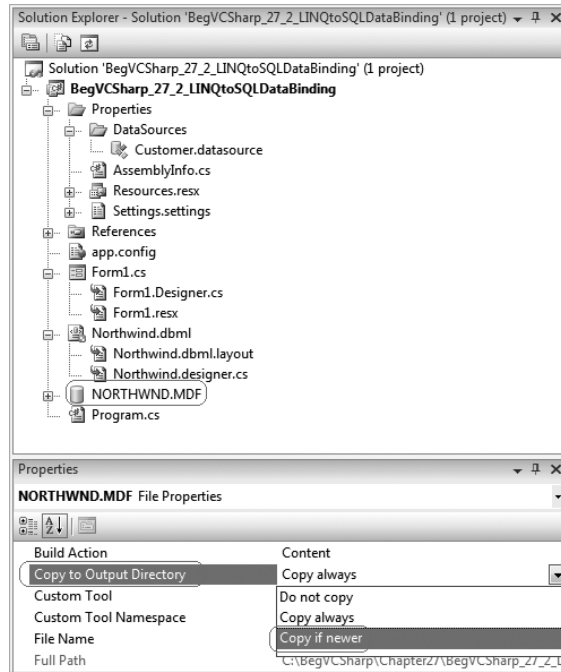 Solution Explorer - Solution 'BegVCSharp_27_2_LINQtoSQLDataBinding' (1 project)
Solution 'BegVCSharp_27_2_LINQtoSQLDataBinding' (1 project)
BegVCSharp_27_2_LINQtoSQLDataBinding
Properties
DataSources
Customer.datasource
AssemblyInfo.cs
Resources.resx
Settings.settings
References
app.config
Form1.cs
Form1.Designer.cs
Form1.resx
Northwind.dbml
Northwind.dbml.layout
Northwind.designer.cs
NORTHWND.MDF
Program.cs
Properties
NORTHWND.MDF File Properties
Build Action Content
Copy to Output Directory Copy always
Custom Tool Do not copy
Custom Tool Namespace Copy always
File Name Copy if newer
Full Path C:\BegVCSharp\Chapter27\BegVCSharp_27_2_L